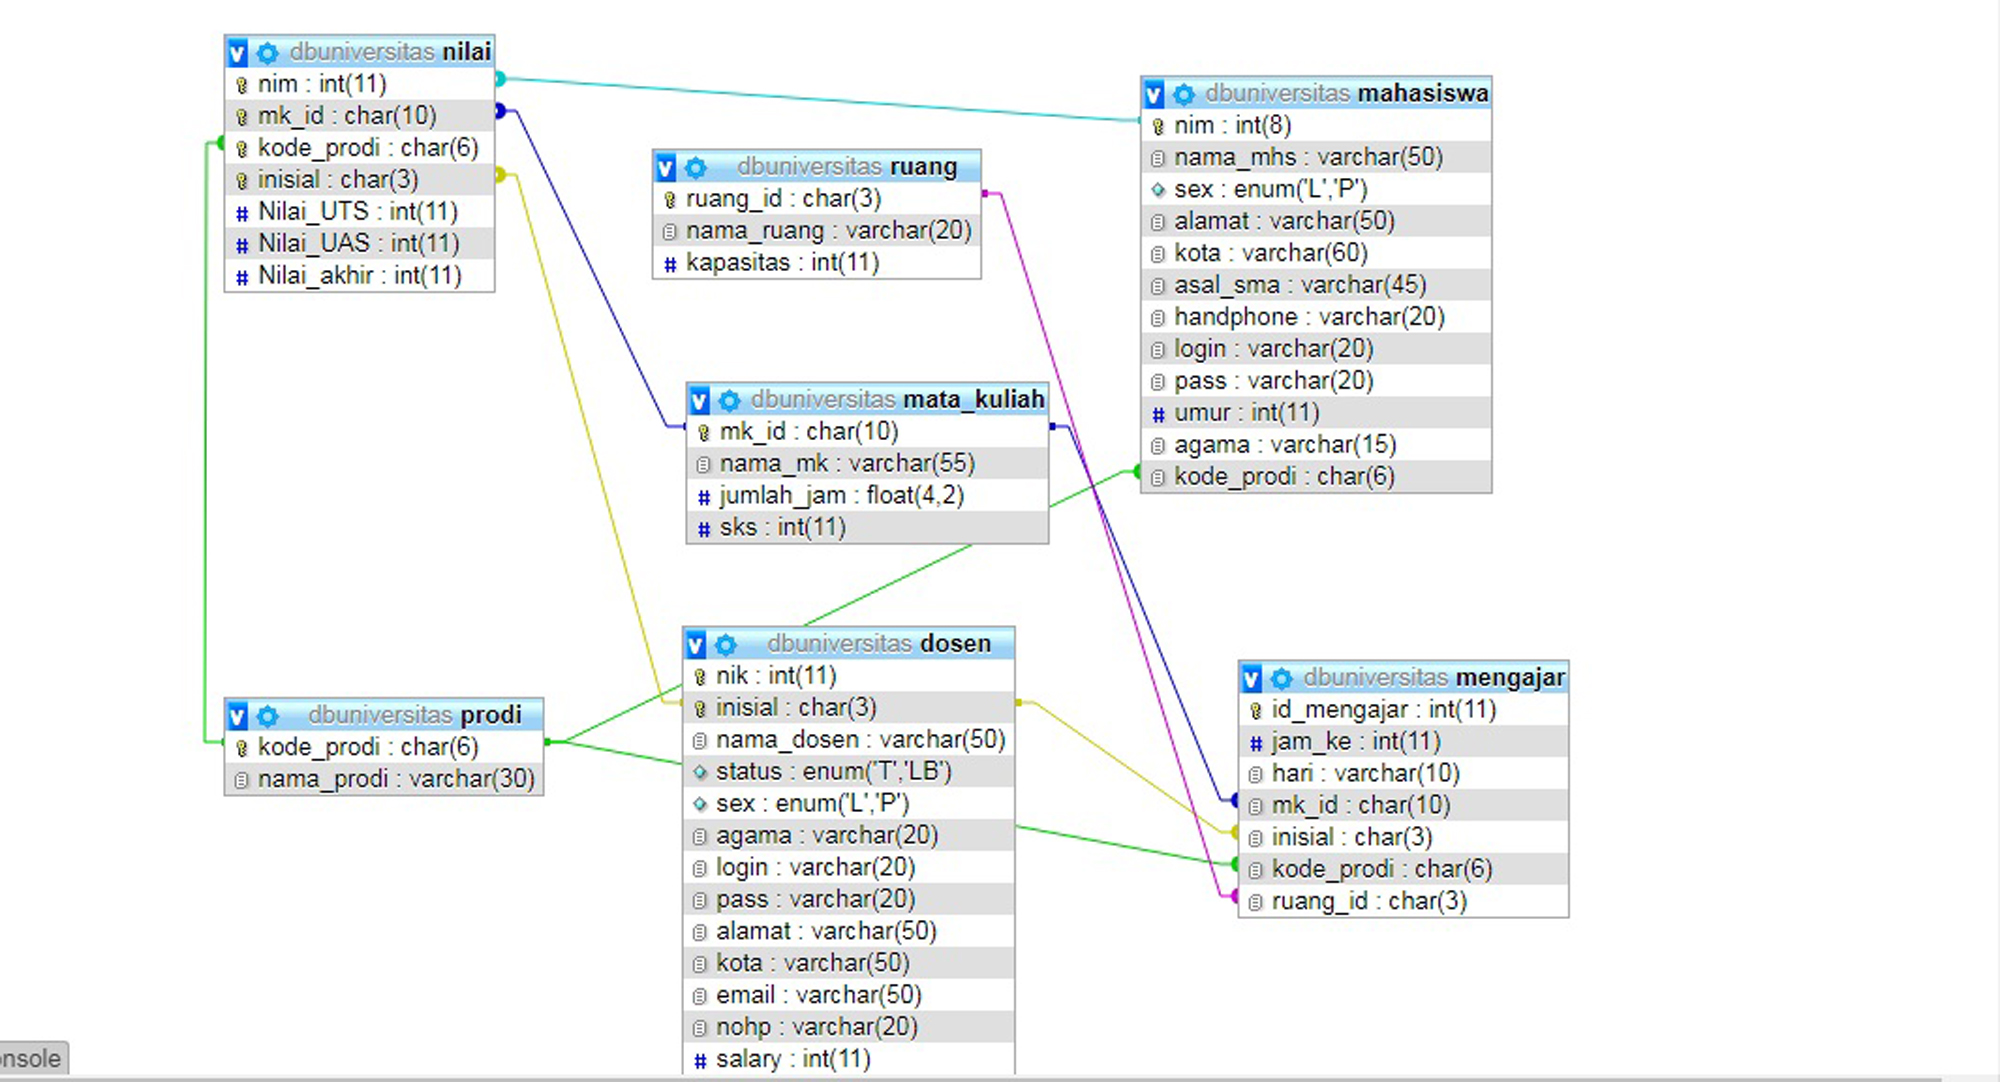 dbuniversitas nilai
nim : int(11)
mk_id : char(10)
kode_prodi : char(6)
inisial : char(3)
Nilai_UTS : int(11)
Nilai_UAS : int(11)
Nilai_akhir : int(11)
dbuniversitas ruang
ruang_id : char(3)
nama_ruang : varchar(20)
kapasitas : int(11)
dbuniversitas mahasiswa
nim : int(8)
nama_mhs : varchar(50)
sex : enum('L','P')
alamat : varchar(50)
kota : varchar(60)
asal_sma : varchar(45)
handphone : varchar(20)
login : varchar(20)
pass : varchar(20)
umur : int(11)
agama : varchar(15)
kode_prodi : char(6)
dbuniversitas mata_kuliah
mk_id : char(10)
nama_mk : varchar(55)
jumlah_jam : float(4,2)
sks : int(11)
dbuniversitas prodi
kode_prodi : char(6)
nama_prodi : varchar(30)
dbuniversitas dosen
nik : int(11)
inisial : char(3)
nama_dosen : varchar(50)
status : enum('T','LB')
sex : enum('L','P')
agama : varchar(20)
login : varchar(20)
pass : varchar(20)
alamat : varchar(50)
kota : varchar(50)
email : varchar(50)
nohp : varchar(20)
salary : int(11)
dbuniversitas mengajar
id_mengajar : int(11)
jam_ke : int(11)
hari : varchar(10)
mk_id : char(10)
inisial : char(3)
kode_prodi : char(6)
ruang_id : char(3)
onsole